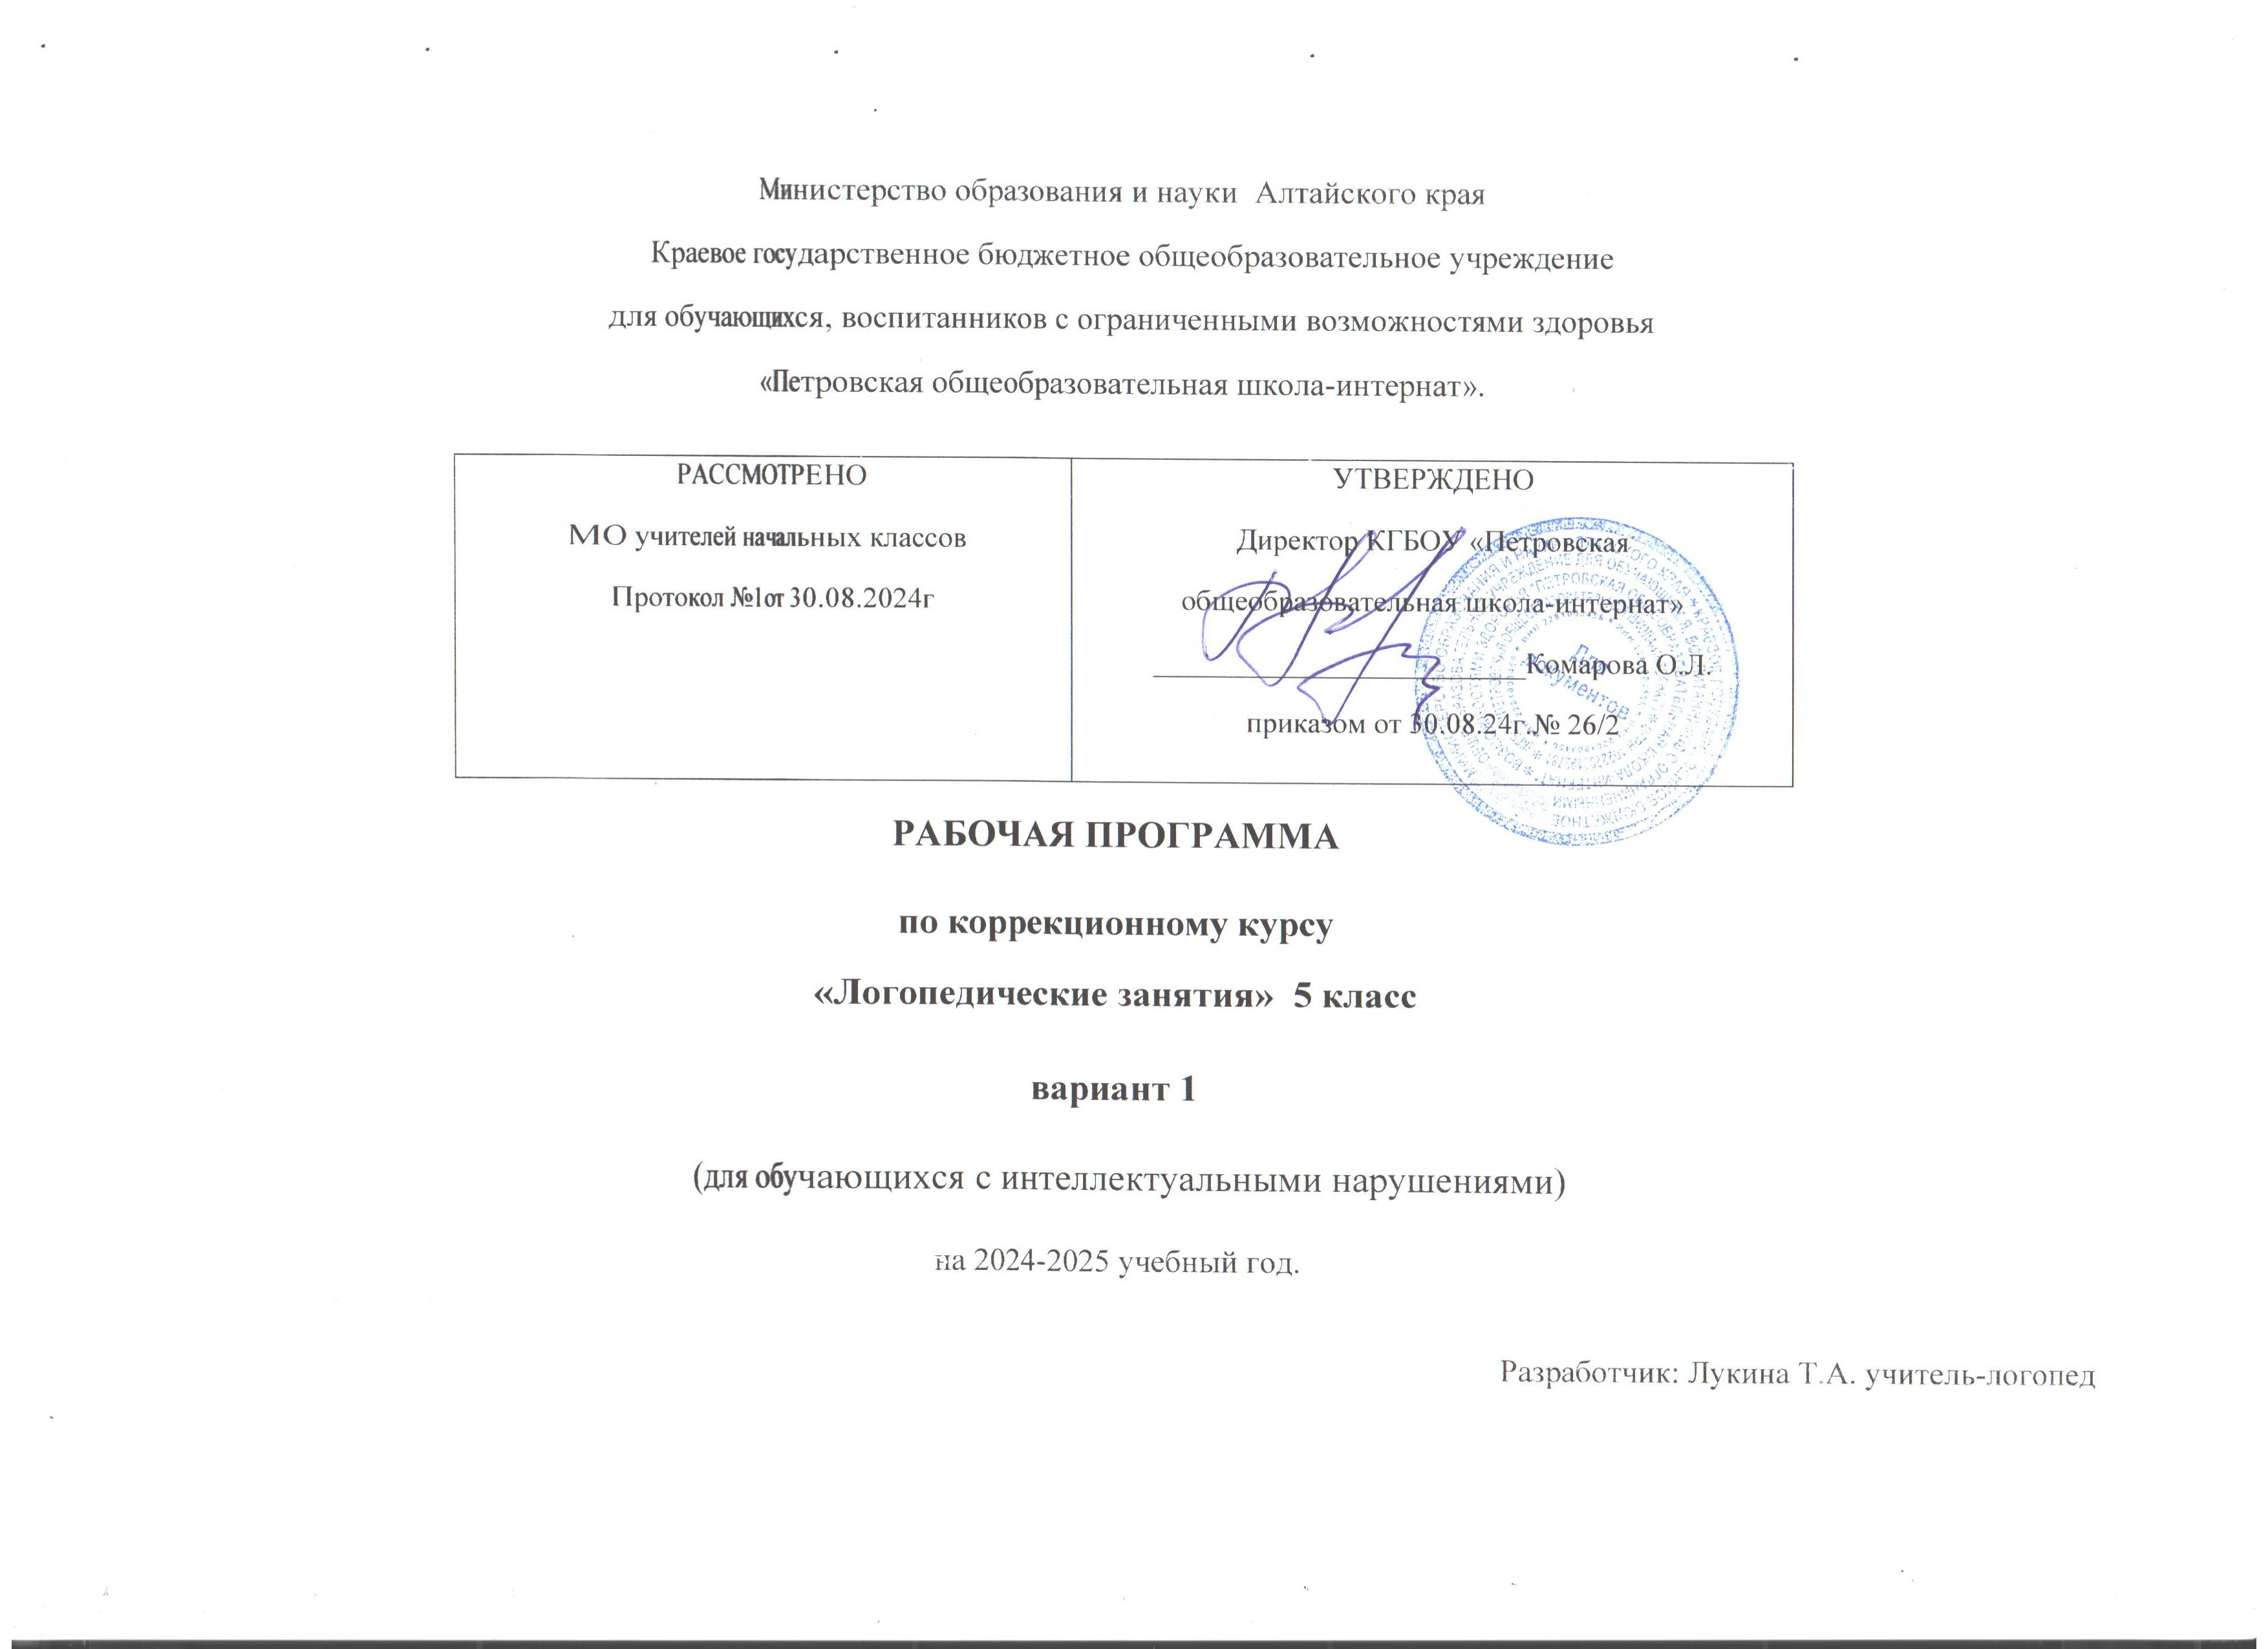 Министерство образования и науки Алтайского края
Краевое государственное бюджетное общеобразовательное учреждение
для обучающихся, воспитанников с ограниченными возможностями здоровья
«Петровская общеобразовательная школа-интернат».
РАССМОТРЕНО
МО учителей начальных классов
Протокол №1от 30.08.2024г
УТВЕРЖДЕНО
Директор КГБОУ «Петровская
общеобразовательная школа-интернат»
Комарова О.Л.
приказом от 30.08.24г.№ 26/2
Для
документов
РАБОЧАЯ ПРОГРАММА
по коррекционному курсу
«Логопедические занятия» 5 класс
вариант 1
(для обучающихся с интеллектуальными нарушениями)
на 2024-2025 учебный год.
Разработчик: Лукина Т.А. учитель-логопед